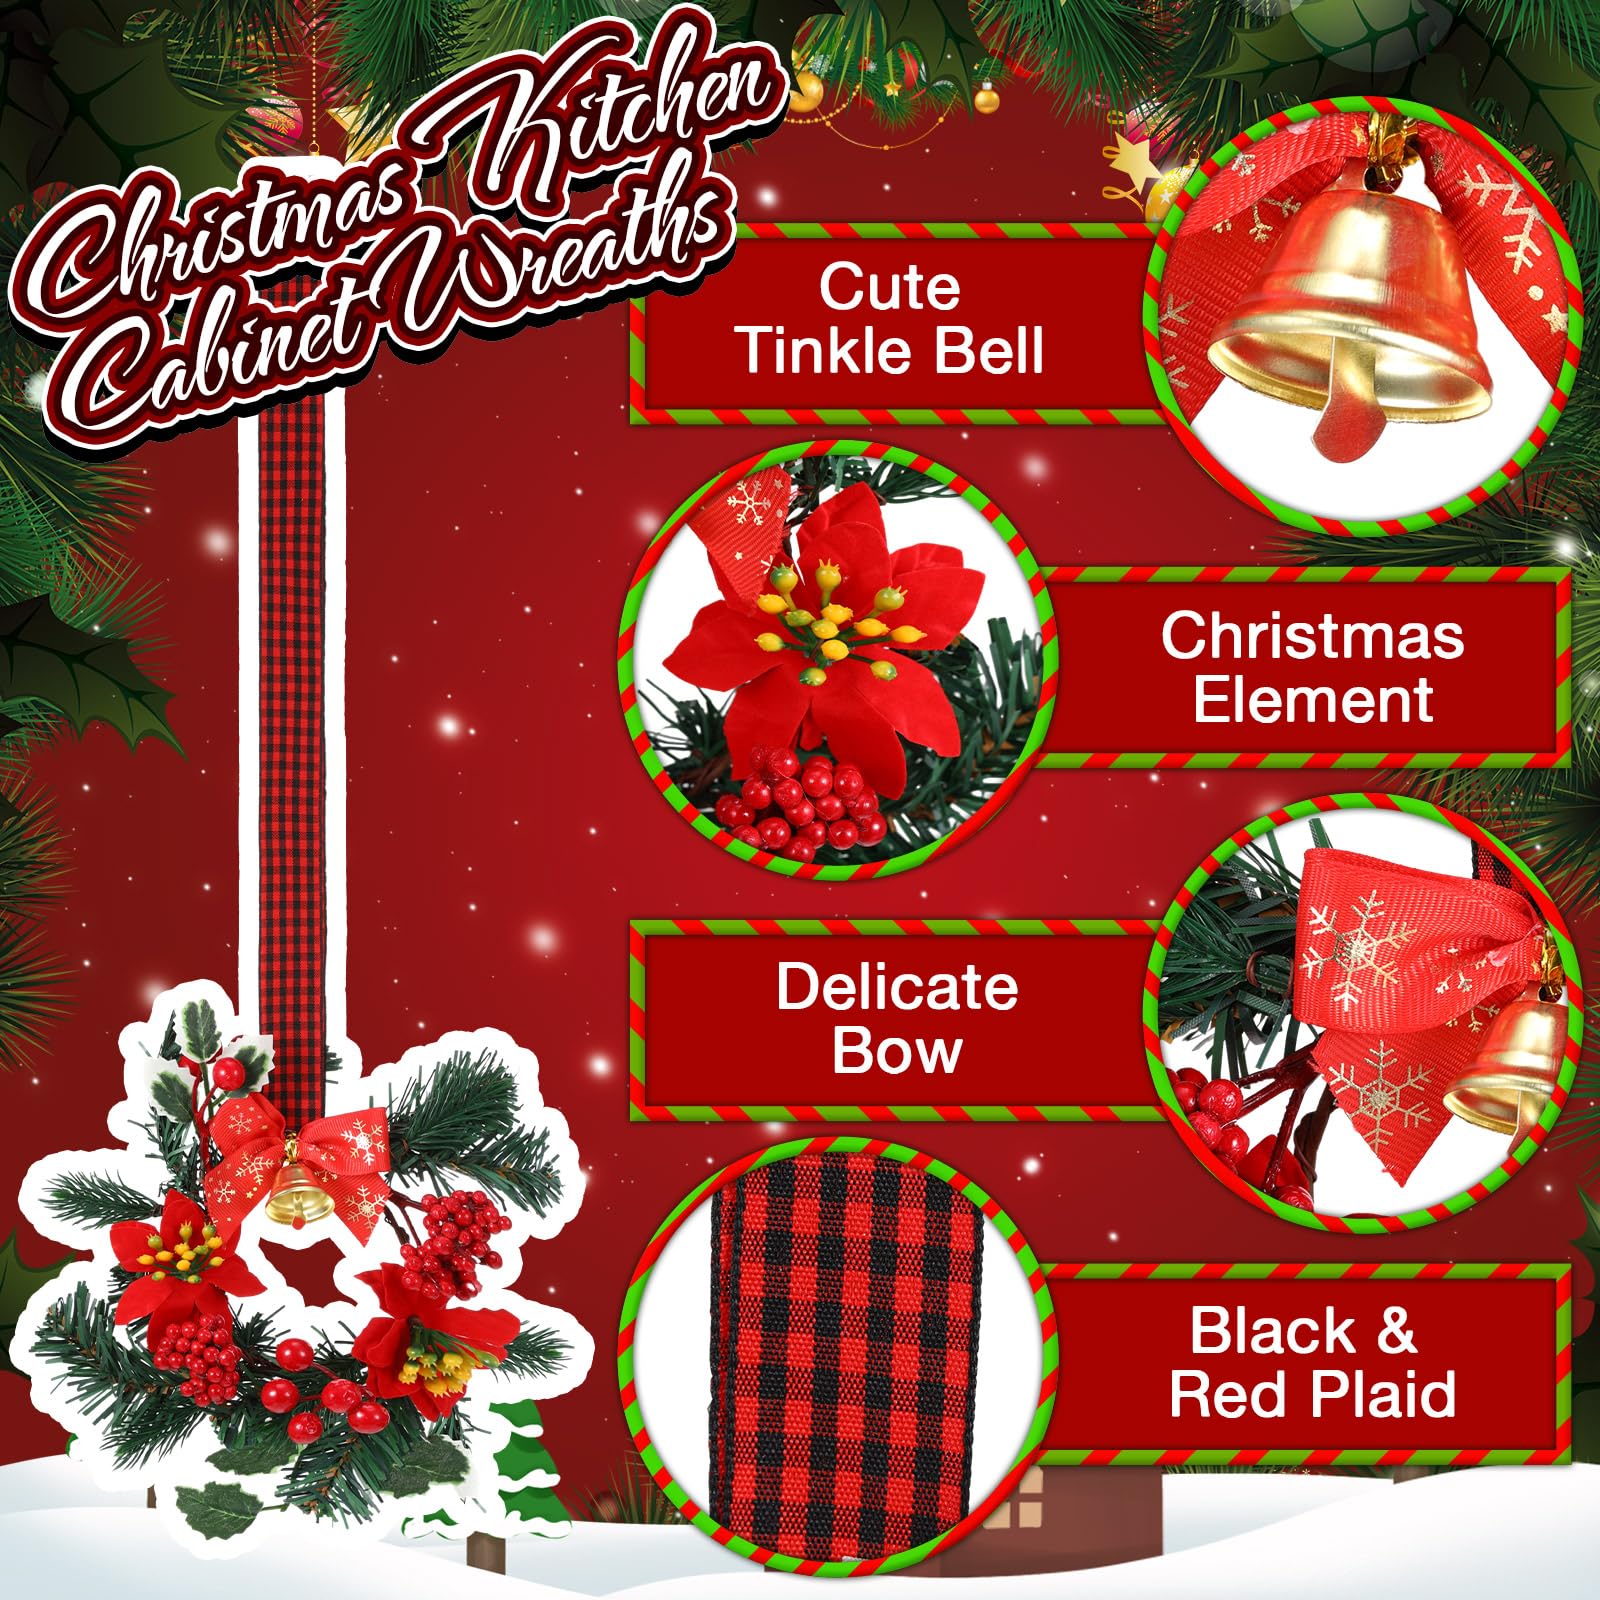 Christmas Kitchen
Cabinet Wreaths
Cute
Tinkle Bell
Christmas
Element
Delicate
Bow
Black &
Red Plaid